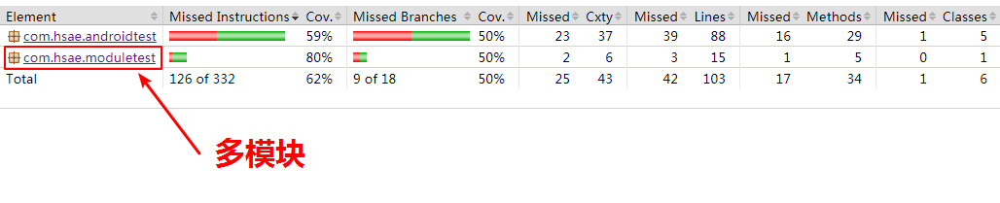 Element Missed Instructions Cov. Missed Branches Cov. Missed Cxty Missed Lines Missed Methods Missed Classes
com.hsae.androidtest 59% 50% 23 37 39 88 16 29 1 5
com.hsae.moduletest 80% 50% 2 6 3 15 1 5 0 1
Total 126 of 332 62% 9 of 18 50% 25 43 42 103 17 34 1 6
多模块